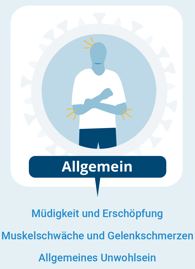 Allgemein
Müdigkeit und Erschöpfung
Muskelschwäche und Gelenkschmerzen
Allgemeines Unwohlsein